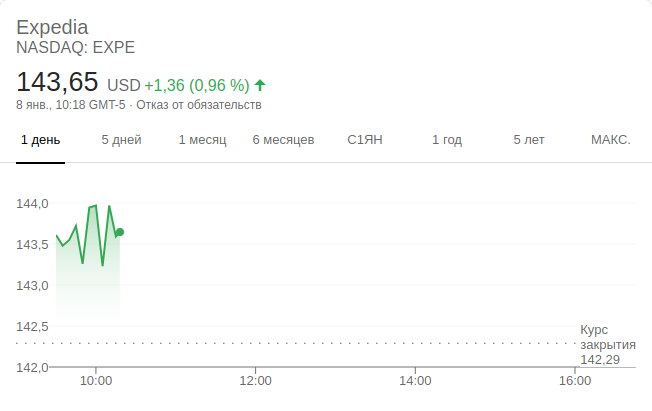 Expedia
NASDAQ: EXPE
143,65 USD +1,36 (0,96 %)
8 янв., 10:18 GMT-5 · Отказ от обязательств
1 день 5 дней 1 месяц 6 месяцев С1ЯН 1 год 5 лет МАКС.
144,0
143,5
143,0
142,5
142,0
Курс
закрытия
142,29
10:00 12:00 14:00 16:00